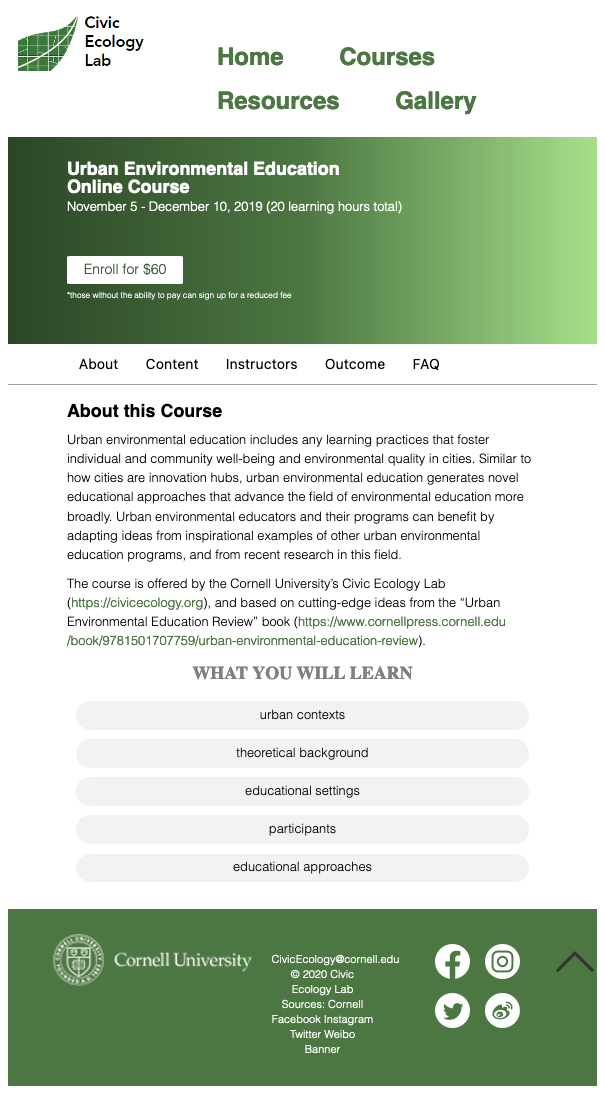 Civic
Ecology
Lab
Home Courses
Resources Gallery
Urban Environmental Education
Online Course
November 5 - December 10, 2019 (20 learning hours total)
Enroll for $60
*those without the ability to pay can sign up for a reduced fee
About Content Instructors Outcome FAQ
About this Course
Urban environmental education includes any learning practices that foster
individual and community well-being and environmental quality in cities. Similar to
how cities are innovation hubs, urban environmental education generates novel
educational approaches that advance the field of environmental education more
broadly. Urban environmental educators and their programs can benefit by
adapting ideas from inspirational examples of other urban environmental
education programs, and from recent research in this field.
The course is offered by the Cornell University’s Civic Ecology Lab
(https://civicecology.org), and based on cutting-edge ideas from the “Urban
Environmental Education Review” book (https://www.cornellpress.cornell.edu
/book/9781501707759/urban-environmental-education-review).
WHAT YOU WILL LEARN
urban contexts
theoretical background
educational settings
participants
educational approaches
Cornell University
CivicEcology@cornell.edu
© 2020 Civic
Ecology Lab
Sources: Cornell
Facebook Instagram
Twitter Weibo
Banner